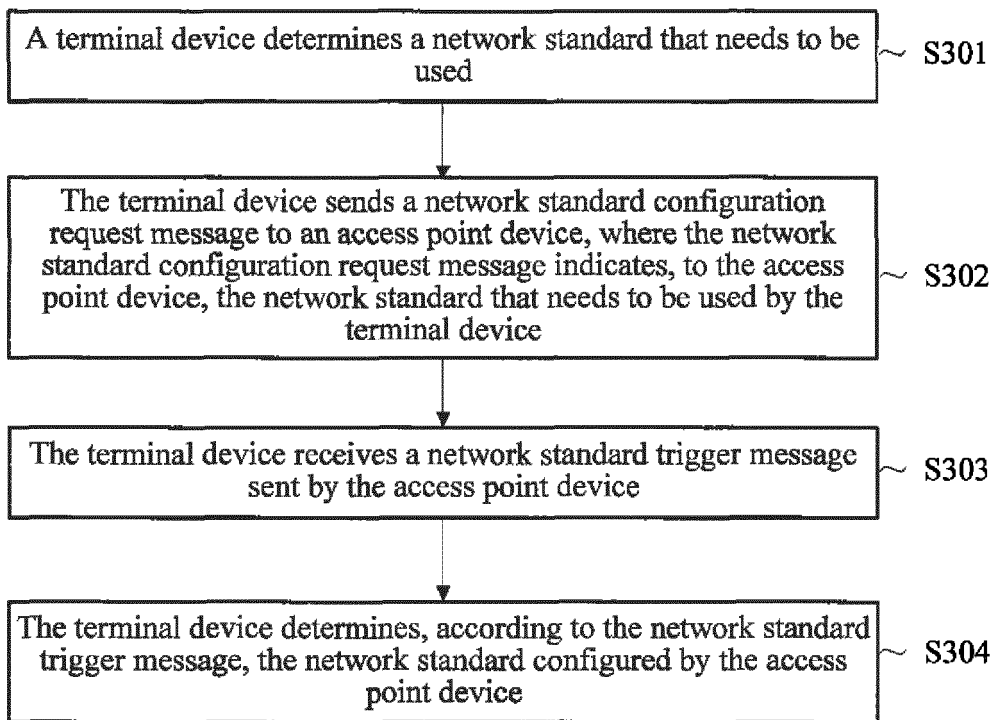 A terminal device determines a network standard that needs to be
used
S301
The terminal device sends a network standard configuration
request message to an access point device, where the network
standard configuration request message indicates, to the access
point device, the network standard that needs to be used by the
terminal device
S302
The terminal device receives a network standard trigger message
sent by the access point device
S303
The terminal device determines, according to the network standard
trigger message, the network standard configured by the access
point device
S304